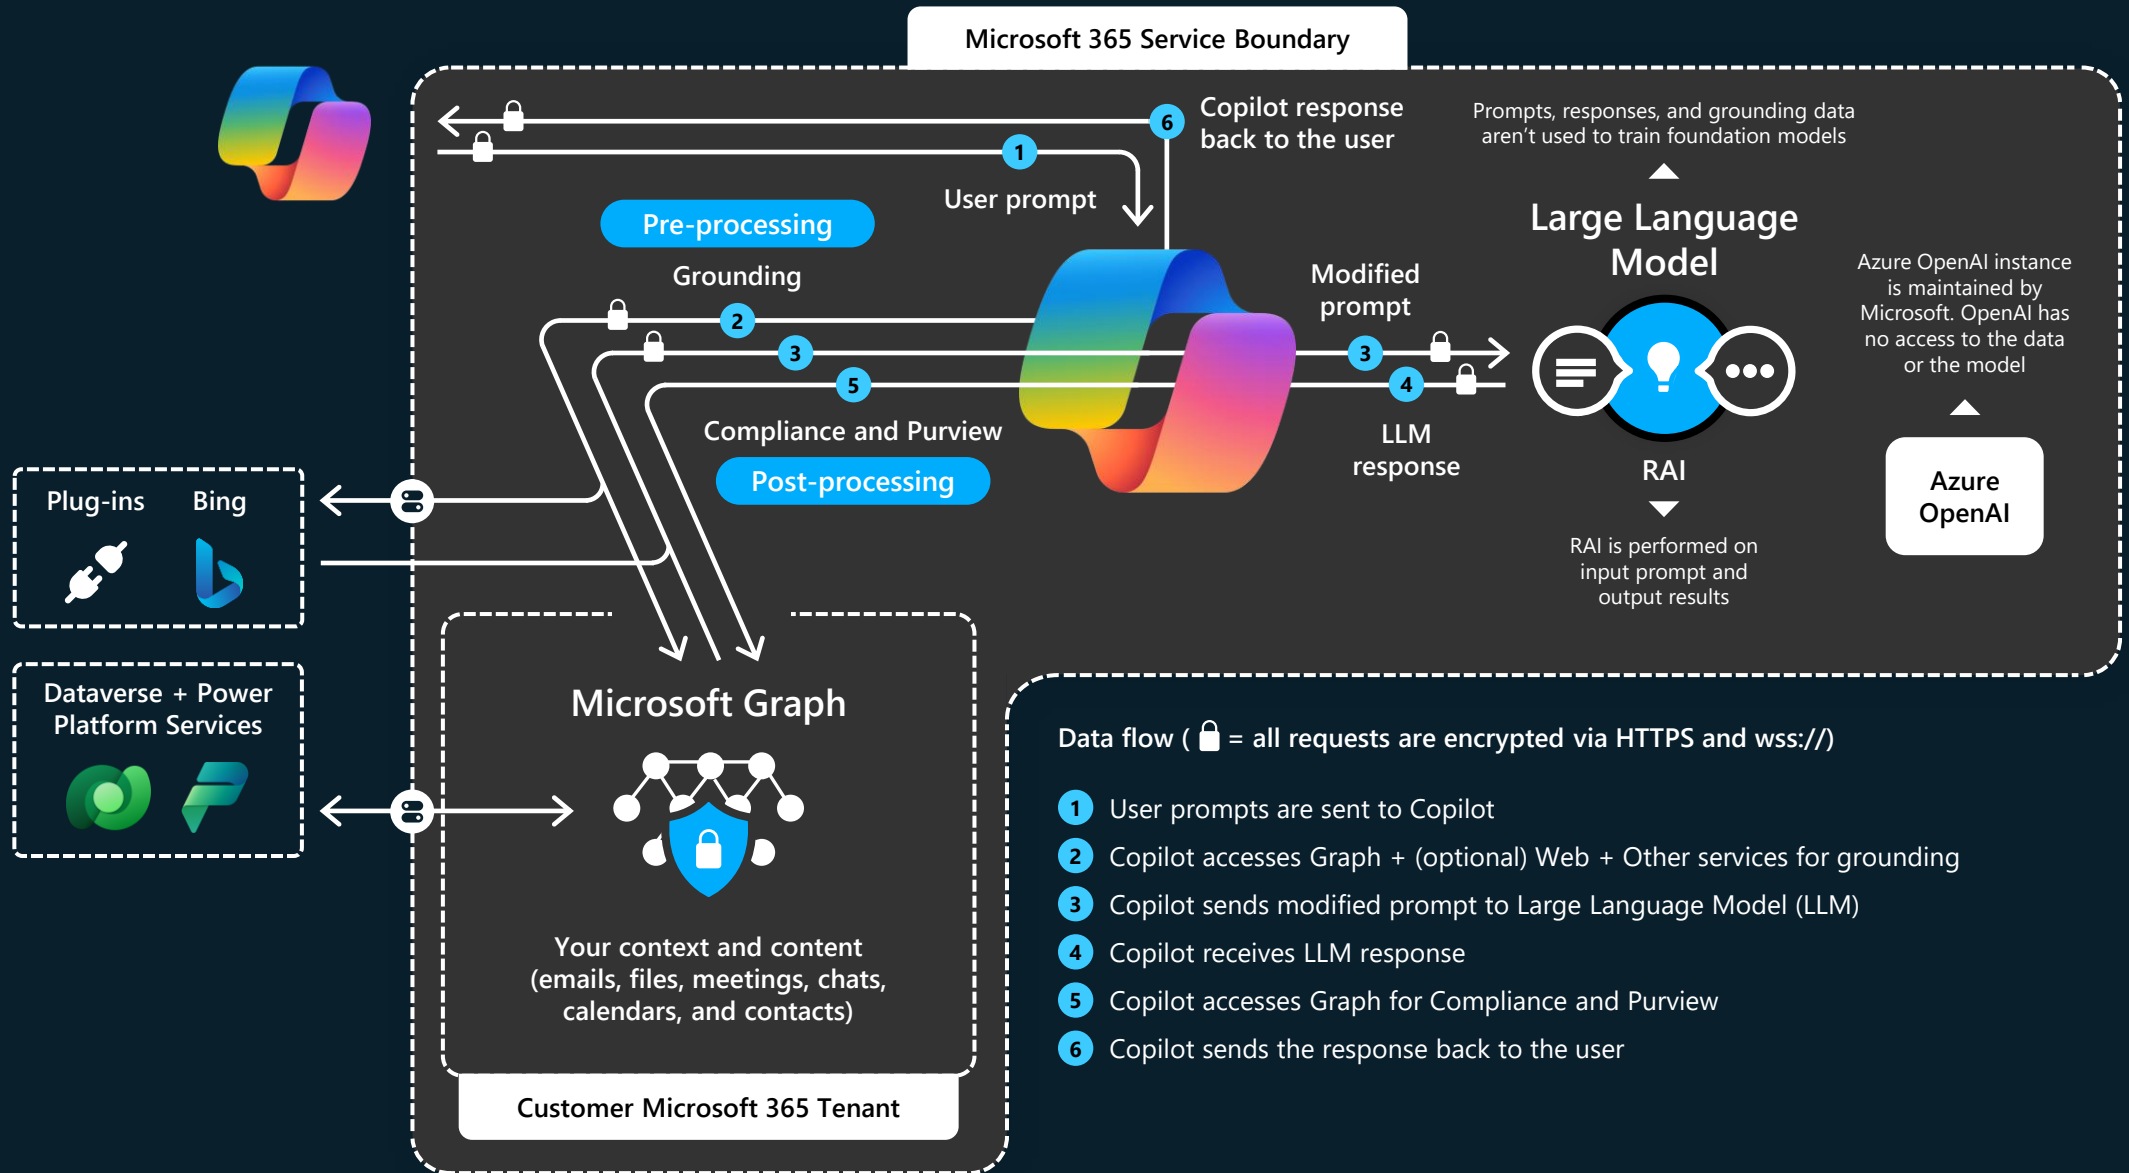 Microsoft 365 Service Boundary
6
Copilot response
back to the user
1
User prompt
Prompts, responses, and grounding data
aren't used to train foundation models
Pre-processing
Grounding
2
3
5
Compliance and Purview
Post-processing
Modified
prompt
3
4
LLM
response
Large Language
Model
RAI
RAI is performed on
input prompt and
output results
Azure OpenAI instance
is maintained by
Microsoft. OpenAI has
no access to the data
or the model
Azure
OpenAI
Plug-ins
Bing
Dataverse + Power
Platform Services
Microsoft Graph
Your context and content
(emails, files, meetings, chats,
calendars, and contacts)
Customer Microsoft 365 Tenant
Data flow ( = all requests are encrypted via HTTPS and wss://)
1 User prompts are sent to Copilot
2 Copilot accesses Graph + (optional) Web + Other services for grounding
3 Copilot sends modified prompt to Large Language Model (LLM)
4 Copilot receives LLM response
5 Copilot accesses Graph for Compliance and Purview
6 Copilot sends the response back to the user